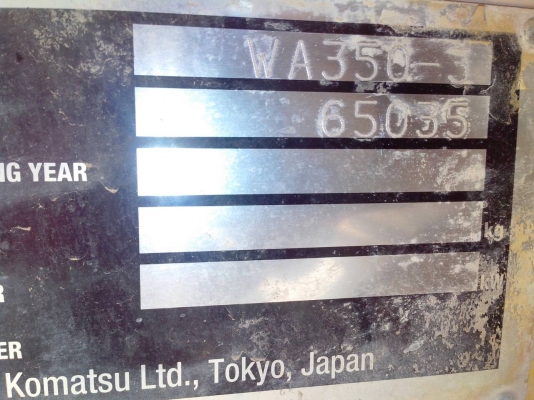 WA350-3
65035
NG YEAR
kg
kW
R
ER
Komatsu Ltd., Tokyo, Japan